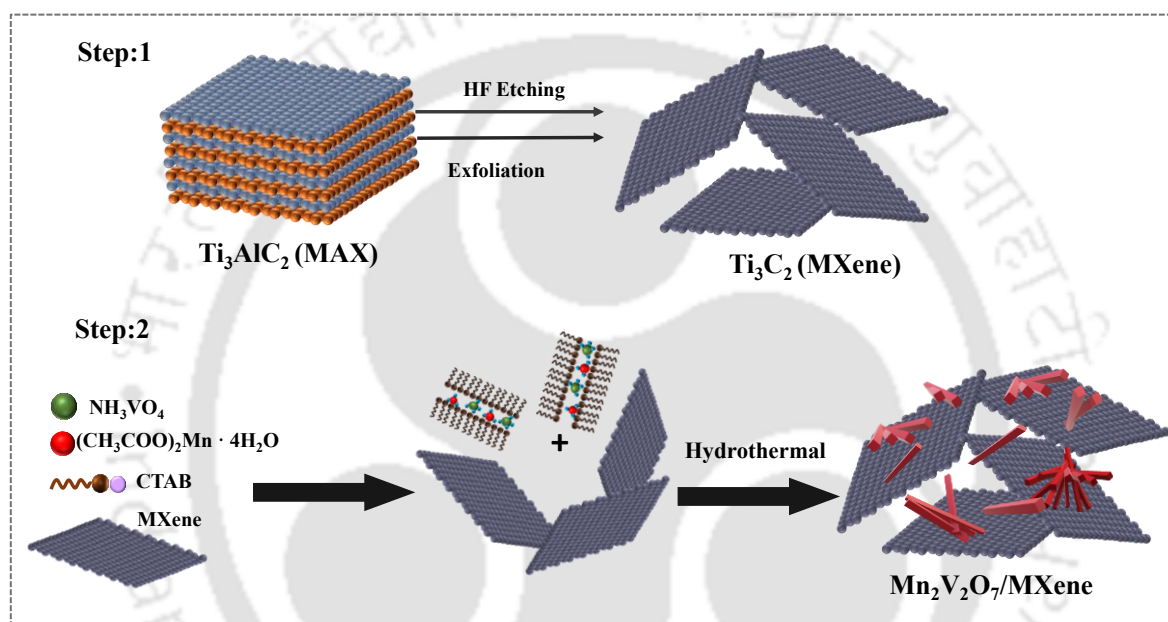 Step:1
HF Etching
Exfoliation
Ti₃AlC₂ (MAX)
Ti₃C₂ (MXene)
Step:2
NH₃VO₄
(CH₃COO)₂Mn · 4H₂O
CTAB
MXene
+
Hydrothermal
Mn₂V₂O₇/MXene